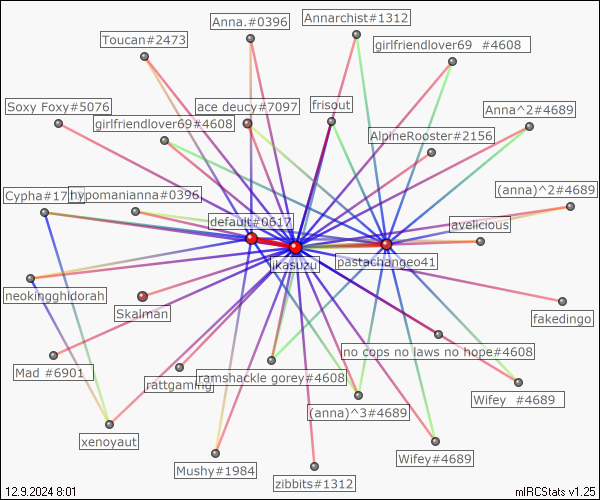 Anna.#0396
Annarchist#1312
Toucan#2473
girlfriendlover69 #4608
Soxy Foxy#5076
ace deucy#7097
frisout
Anna^2#4689
girlfriendlover69#4608
AlpineRooster#2156
Cypha#17
hypomanianna#0396
(anna)^2#4689
default#0617
avelicious
jkasuzu
pastachangeo41
neokingghidorah
Skalman
fakedingo
no cops no laws no hope#4608
Mad #6901
rattgaming
ramshackle gorey#4608
Wifey #4689
(anna)^3#4689
xenoyaut
Mushy#1984
Wifey#4689
zibbits#1312
12.9.2024 8:01
mIRCStats v1.25